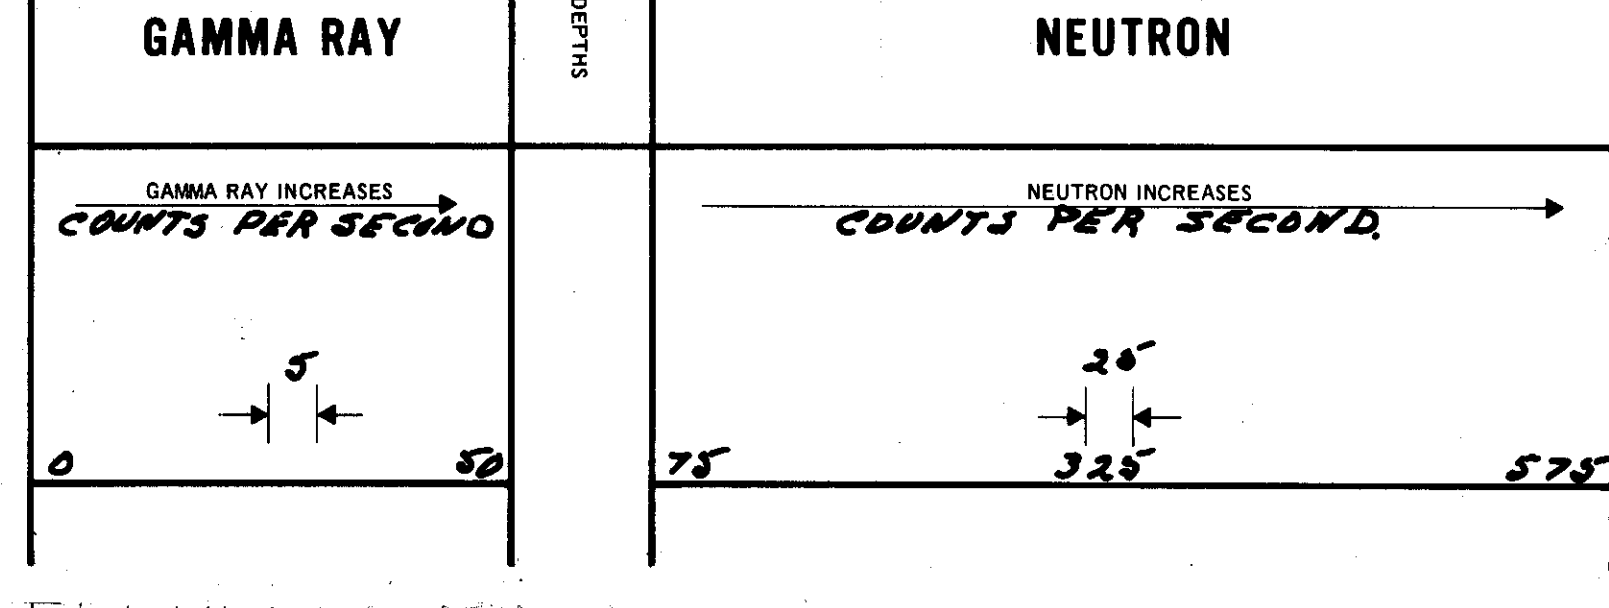 GAMMA RAY
DEPTHS
NEUTRON
GAMMA RAY INCREASES
COUNTS PER SECOND
NEUTRON INCREASES
COUNTS PER SECOND.
5
25
0 50
75 325 575